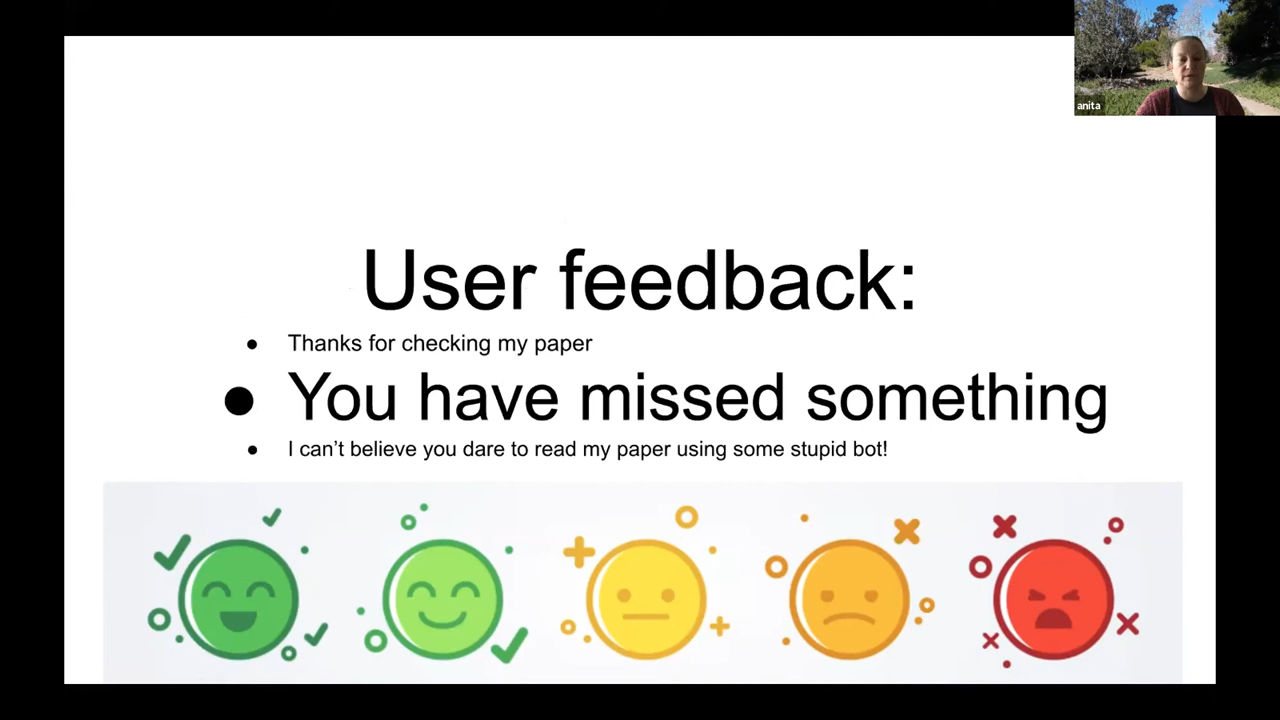 anita
User feedback:
● Thanks for checking my paper
● You have missed something
● I can’t believe you dare to read my paper using some stupid bot!